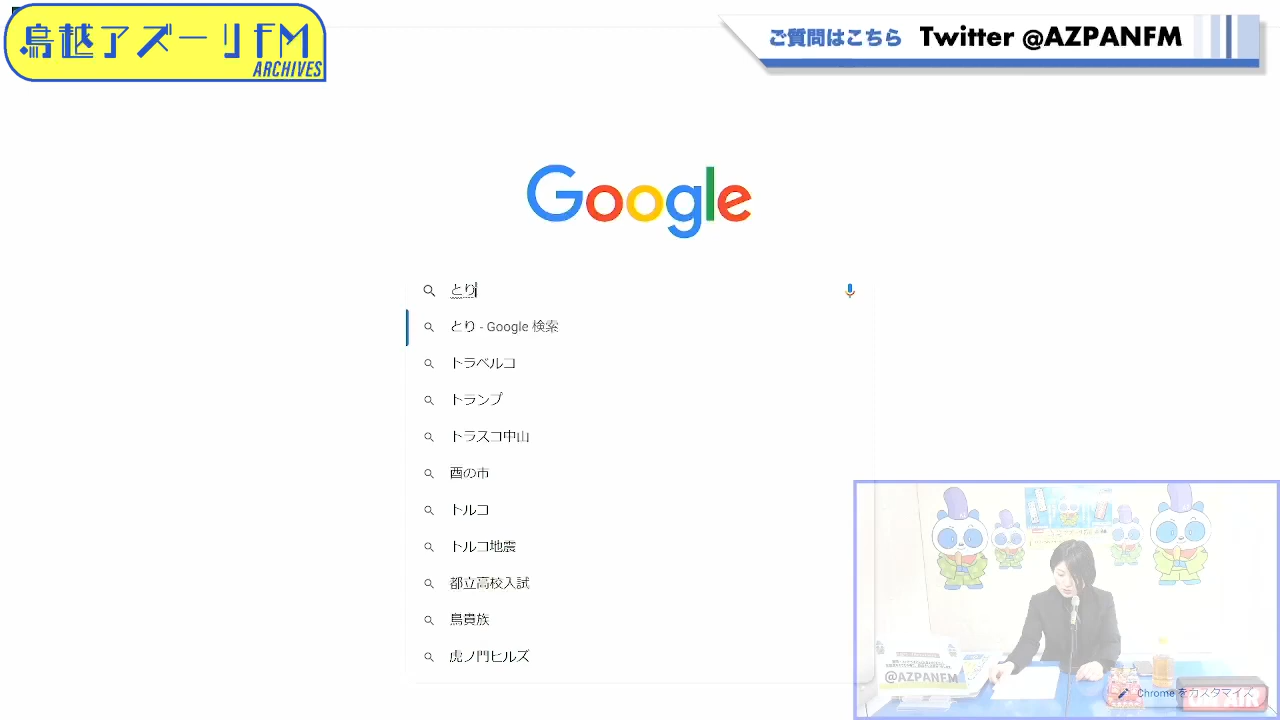 鳥越アズーリFM
ARCHIVES
ご質問はこちら Twitter @AZPANFM
Google
とり
とり - Google 検索
トラベルコ
トランプ
トラスコ中山
酉の市
トルコ
トルコ地震
都立高校入試
鳥貴族
虎ノ門ヒルズ
@AZPANFM
Chrome をカスタマイズ